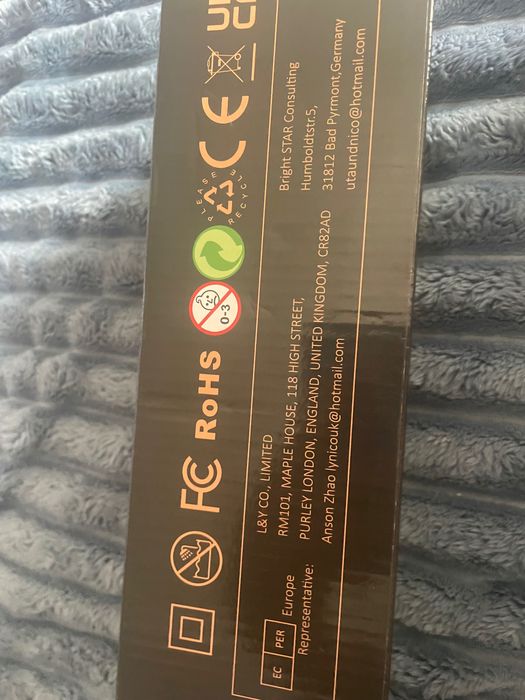 FC RoHS
0-3
PLEASE RECYCLE
CE
EC PER
Europe
Representative:
L&Y CO., LIMITED
RM101, MAPLE HOUSE, 118 HIGH STREET,
PURLEY LONDON, ENGLAND, UNITED KINGDOM, CR82AD
Anson Zhao lynicouk@hotmail.com
Bright STAR Consulting
Humboldtstr.5,
31812 Bad Pyrmont,Germany
utaundnico@hotmail.com